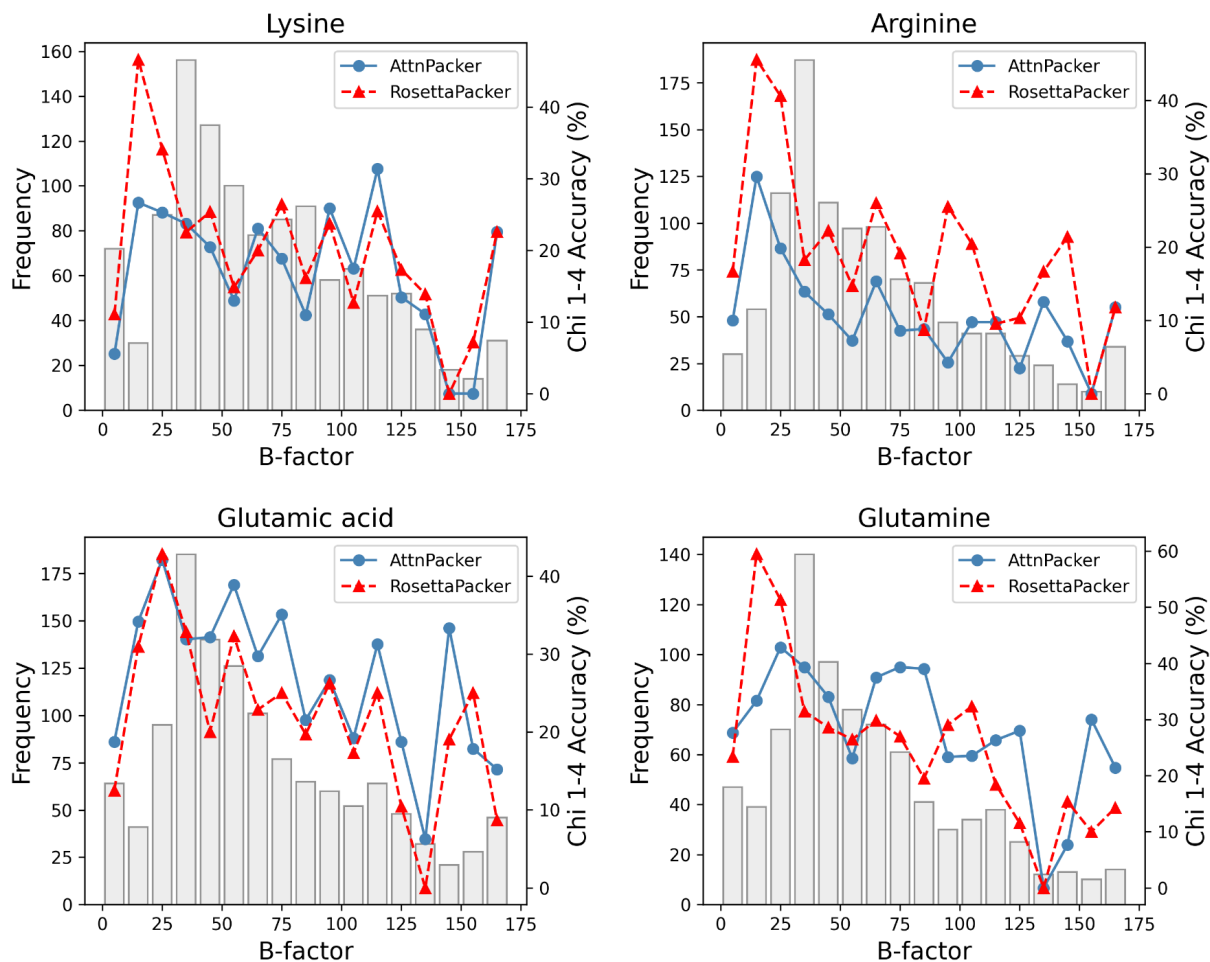 Lysine
AttnPacker
RosettaPacker
Frequency
Chi 1-4 Accuracy (%)
160
140
120
100
80
60
40
20
0
40
30
20
10
0
0 25 50 75 100 125 150 175
B-factor
Arginine
AttnPacker
RosettaPacker
Frequency
Chi 1-4 Accuracy (%)
175
150
125
100
75
50
25
0
40
30
20
10
0
0 25 50 75 100 125 150 175
B-factor
Glutamic acid
AttnPacker
RosettaPacker
Frequency
Chi 1-4 Accuracy (%)
175
150
125
100
75
50
25
0
40
30
20
10
0
0 25 50 75 100 125 150 175
B-factor
Glutamine
AttnPacker
RosettaPacker
Frequency
Chi 1-4 Accuracy (%)
140
120
100
80
60
40
20
0
60
50
40
30
20
10
0
0 25 50 75 100 125 150 175
B-factor